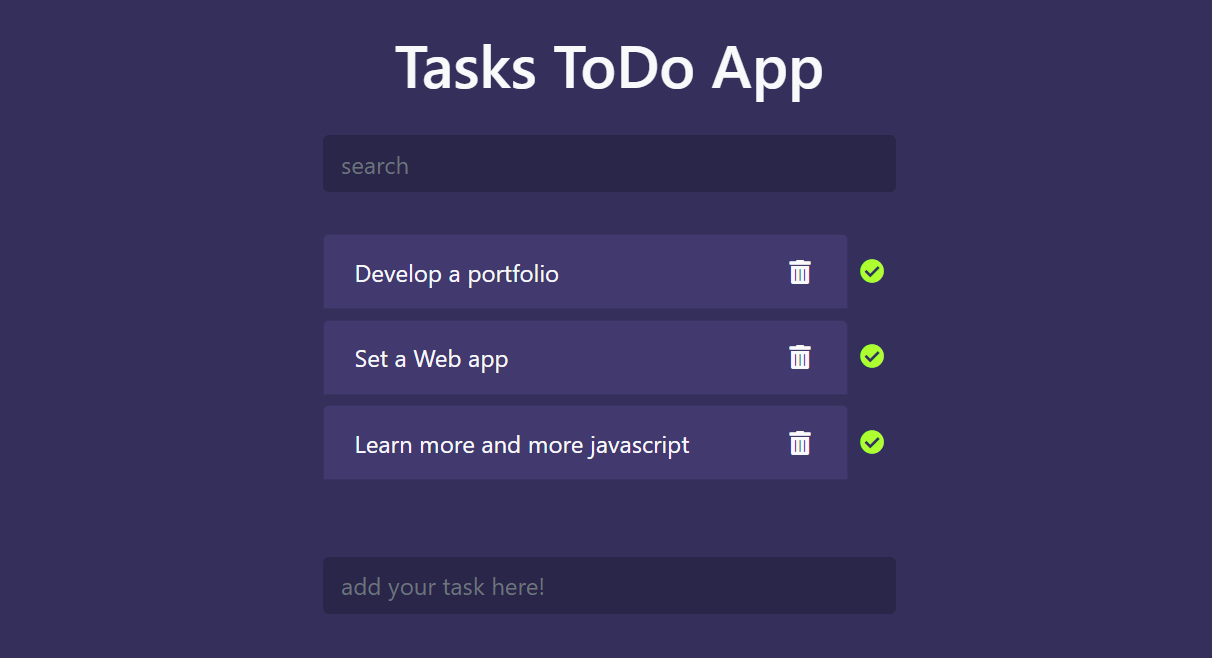 Tasks ToDo App
search
Develop a portfolio
Set a Web app
Learn more and more javascript
add your task here!